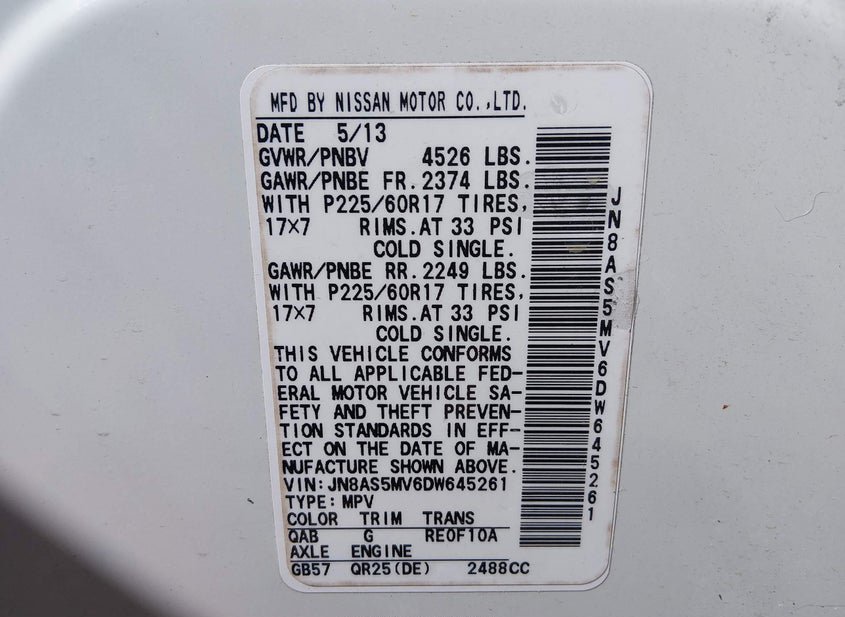 MFD BY NISSAN MOTOR CO.,LTD.
DATE 5/13
GVWR/PNBV 4526 LBS.
GAWR/PNBE FR. 2374 LBS.
WITH P225/60R17 TIRES,
17×7 RIMS. AT 33 PSI
COLD SINGLE.
GAWR/PNBE RR. 2249 LBS.
WITH P225/60R17 TIRES,
17×7 RIMS. AT 33 PSI
COLD SINGLE.
THIS VEHICLE CONFORMS
TO ALL APPLICABLE FED-
ERAL MOTOR VEHICLE SA-
FETY AND THEFT PREVEN-
TION STANDARDS IN EFF-
ECT ON THE DATE OF MA-
NUFACTURE SHOWN ABOVE.
VIN: JN8AS5MV6DW645261
TYPE: MPV
COLOR TRIM TRANS
QAB G RE0F10A
AXLE ENGINE
GB57 QR25(DE) 2488CC
JN8AS5MV6DW645261